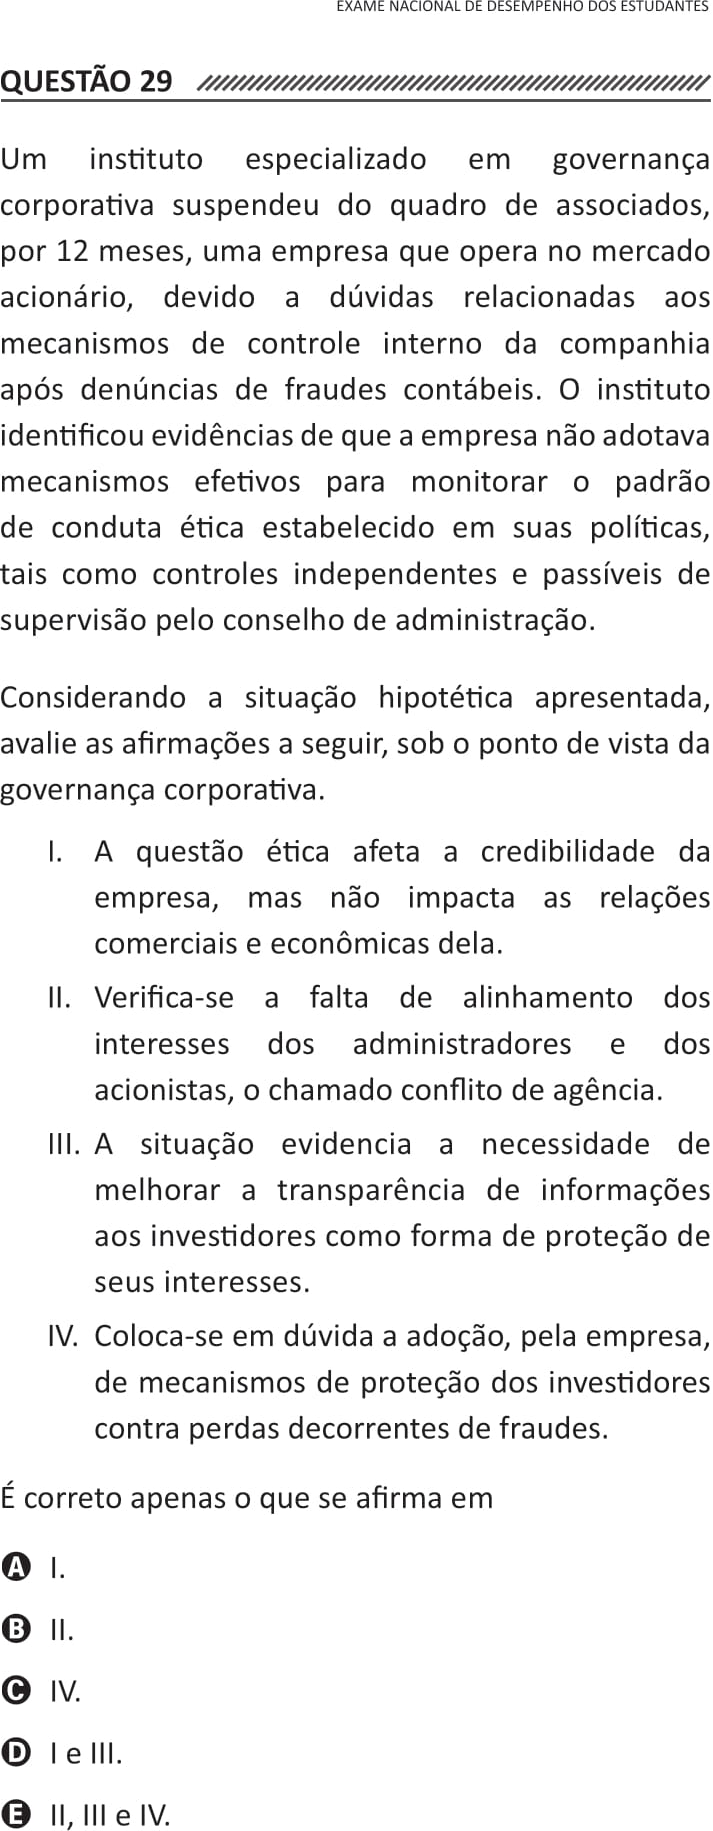 EXAME NACIONAL DE DESEMPENHO DOS ESTUDANTES
QUESTÃO 29
Um instituto especializado em governança
corporativa suspendeu do quadro de associados,
por 12 meses, uma empresa que opera no mercado
acionário, devido a dúvidas relacionadas aos
mecanismos de controle interno da companhia
após denúncias de fraudes contábeis. O instituto
identificou evidências de que a empresa não adotava
mecanismos efetivos para monitorar o padrão
de conduta ética estabelecido em suas políticas,
tais como controles independentes e passíveis de
supervisão pelo conselho de administração.
Considerando a situação hipotética apresentada,
avalie as afirmações a seguir, sob o ponto de vista da
governança corporativa.
I. A questão ética afeta a credibilidade da
empresa, mas não impacta as relações
comerciais e econômicas dela.
II. Verifica-se a falta de alinhamento dos
interesses dos administradores e dos
acionistas, o chamado conflito de agência.
III. A situação evidencia a necessidade de
melhorar a transparência de informações
aos investidores como forma de proteção de
seus interesses.
IV. Coloca-se em dúvida a adoção, pela empresa,
de mecanismos de proteção dos investidores
contra perdas decorrentes de fraudes.
É correto apenas o que se afirma em
A I.
B II.
C IV.
D I e III.
E II, III e IV.